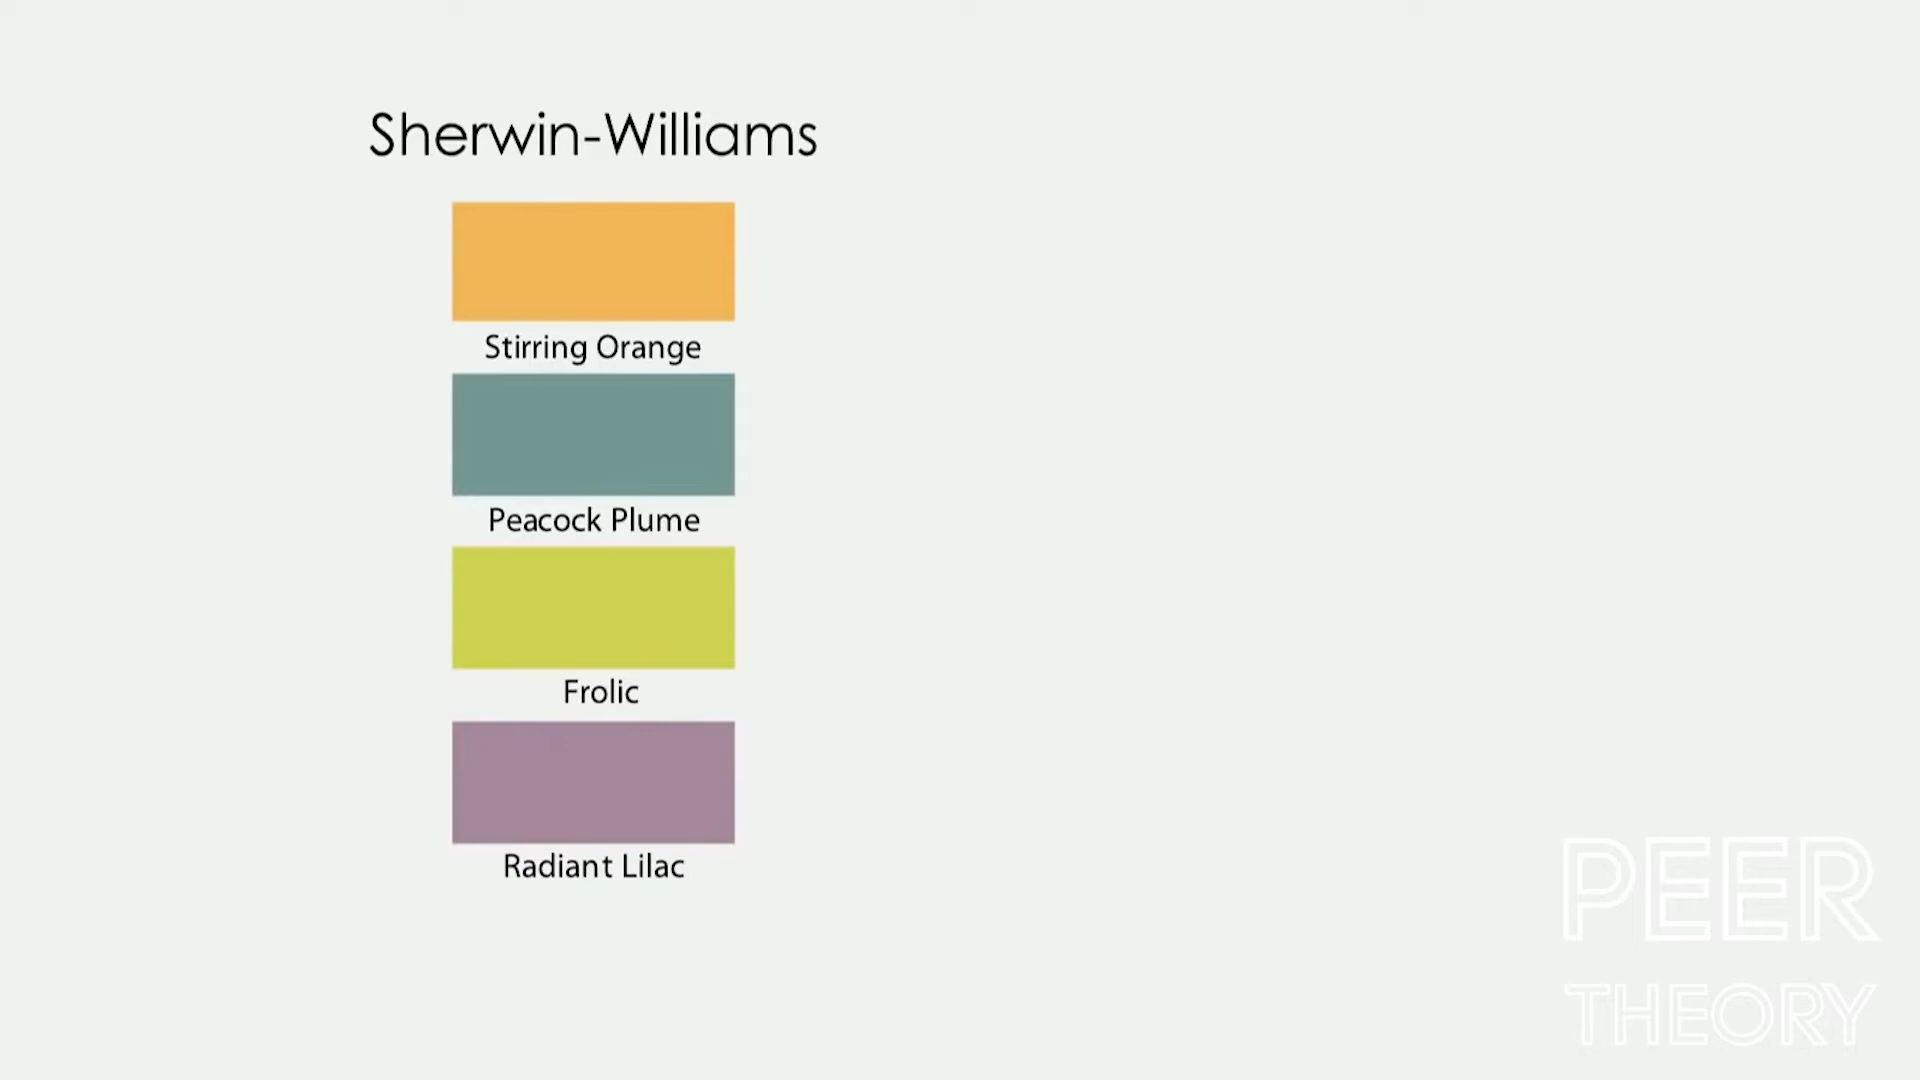 Sherwin-Williams
Stirring Orange
Peacock Plume
Frolic
Radiant Lilac
PEER
THEORY